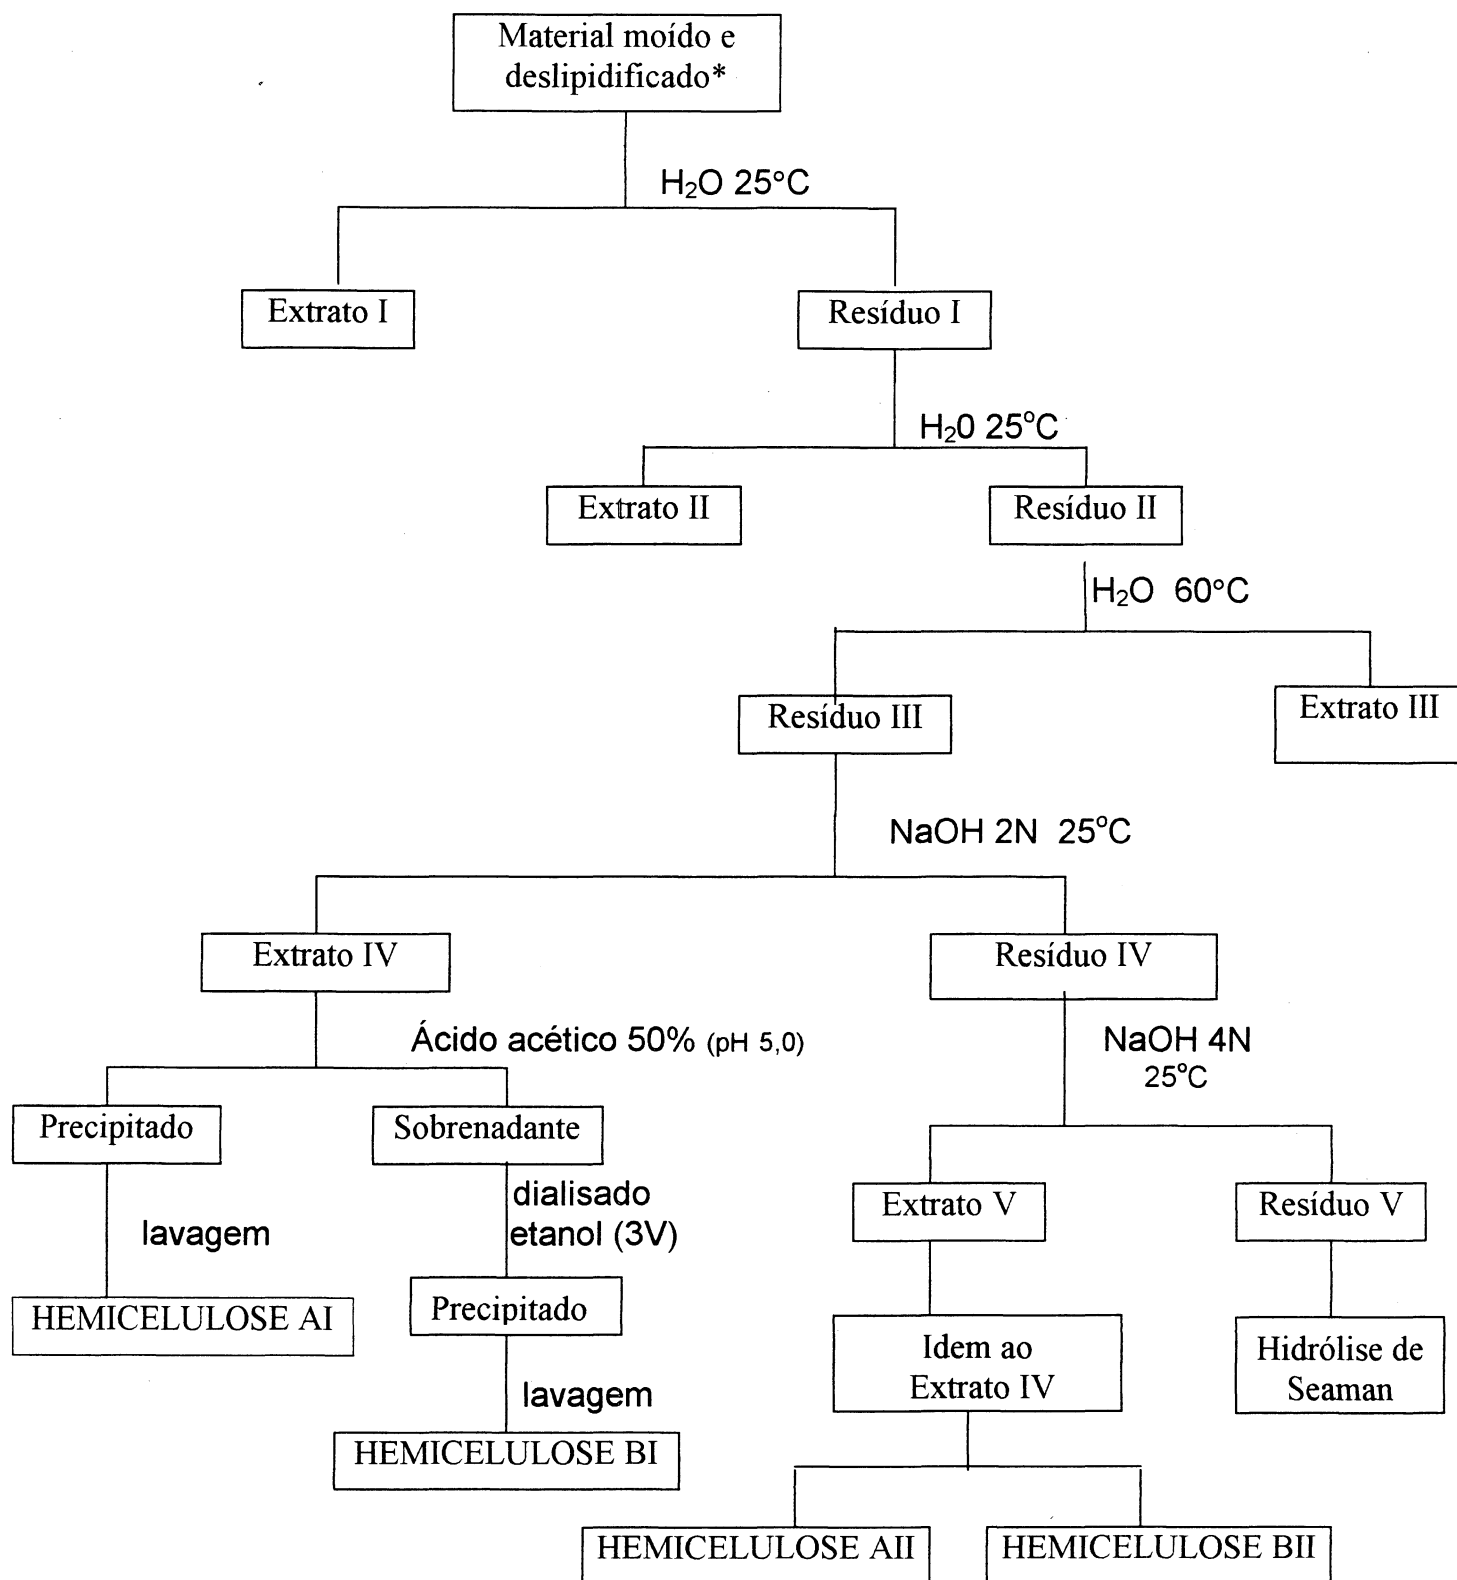 Material moído e
deslipidificado*
H₂O 25°C
Extrato I
Resíduo I
H₂0 25°C
Extrato II
Resíduo II
H₂O 60°C
Resíduo III
Extrato III
NaOH 2N 25°C
Extrato IV
Resíduo IV
Ácido acético 50% (pH 5,0)
NaOH 4N
25°C
Precipitado
Sobrenadante
dialisado
etanol (3V)
Extrato V
Resíduo V
lavagem
HEMICELULOSE AI
Precipitado
Idem ao
Extrato IV
Hidrólise de
Seaman
lavagem
HEMICELULOSE BI
HEMICELULOSE AII
HEMICELULOSE BII